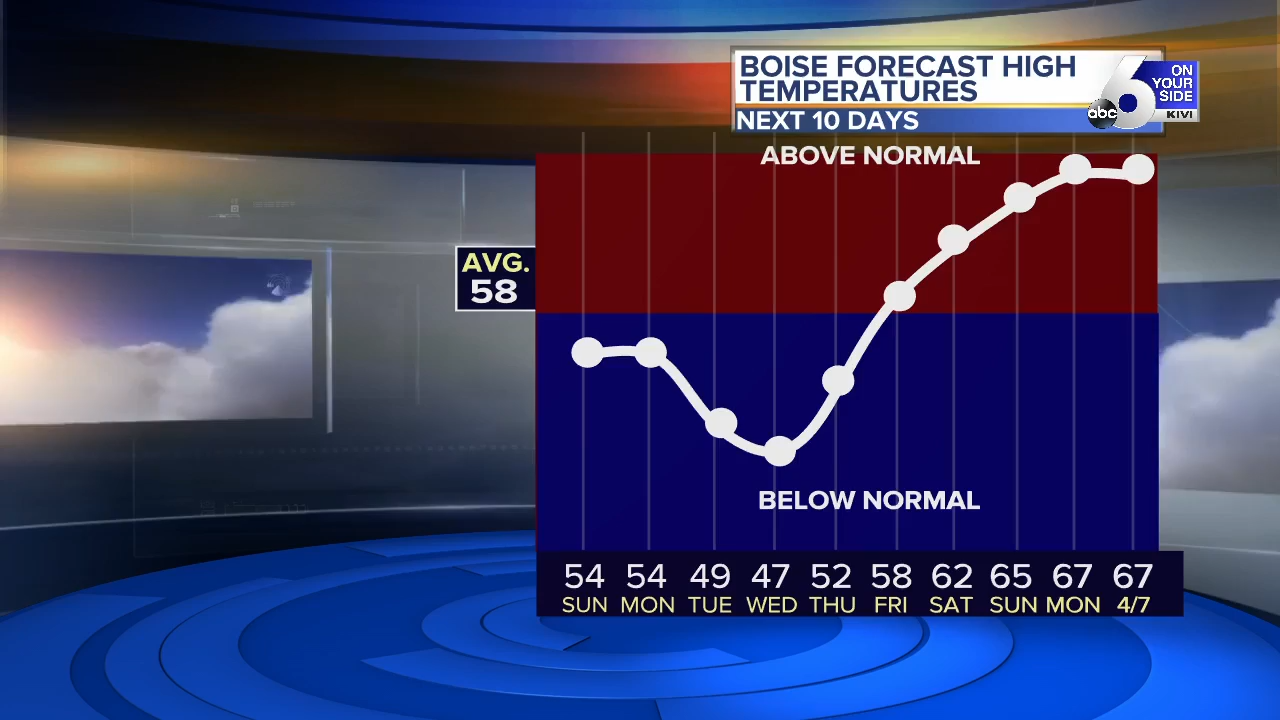 BOISE FORECAST HIGH
TEMPERATURES
NEXT 10 DAYS
abc
6
ON
YOUR
SIDE
KIVI
ABOVE NORMAL
AVG.
58
BELOW NORMAL
54 54 49 47 52 58 62 65 67 67
SUN MON TUE WED THU FRI SAT SUN MON 4/7